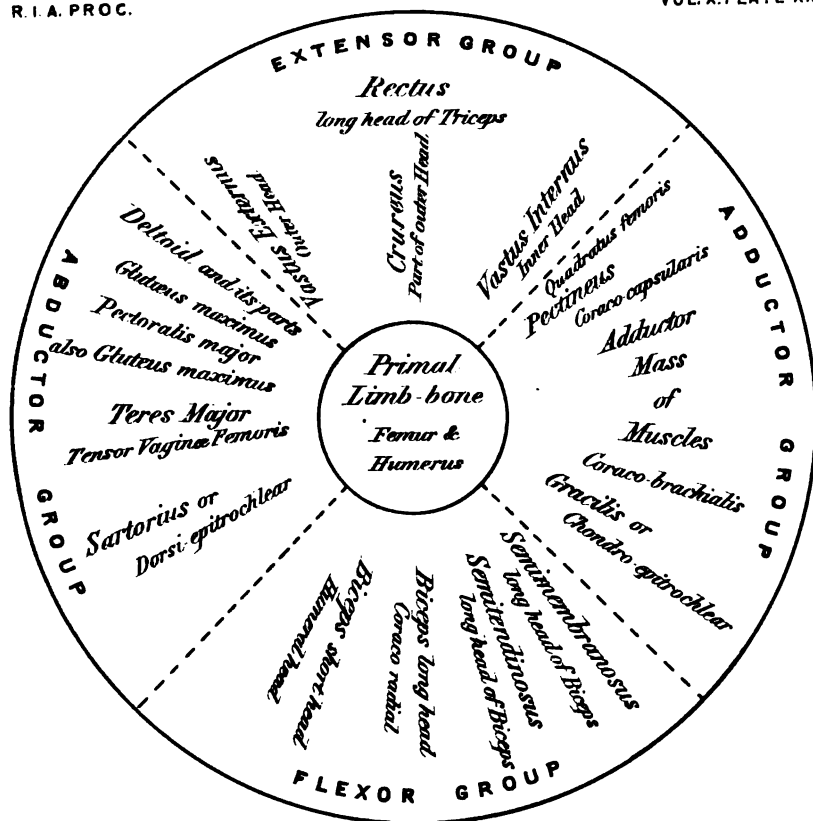 R. I. A. PROC.
VOL. X. PLATE
EXTENSOR GROUP
Rectus
long head of Triceps
Vastus Externus
Outer Head.
Crureus
Part of outer Head.
Vastus Internus
Inner Head
ADDUCTOR GROUP
Quadratus femoris
Pectineus
Coraco-capsularis
Adductor
Mass
of
Muscles
Coraco-brachialis
Gracilis or
Chondro-epitrochlear
ABDUCTOR GROUP
Deltoid and its parts
Gluteus maximus
Pectoralis major
also Gluteus maximus
Teres Major
Tensor Vaginæ Femoris
Sartorius or
Dorsi-epitrochlear
Primal
Limb-bone
Femur &
Humerus
FLEXOR GROUP
Biceps short head
Humeral head
Biceps long head
Coraco radial
Semitendinosus
long head of Biceps
Semimembranosus
long head of Biceps